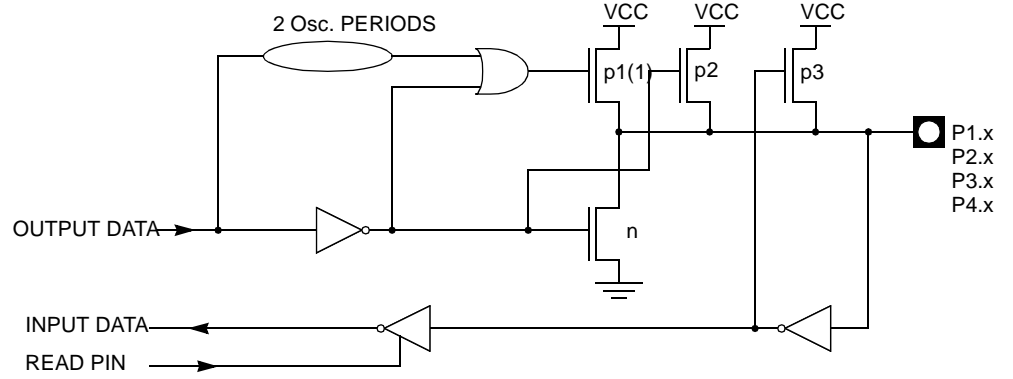 2 Osc. PERIODS
VCC
VCC
VCC
p1(1)
p2
p3
P1.x
P2.x
P3.x
P4.x
OUTPUT DATA
n
INPUT DATA
READ PIN